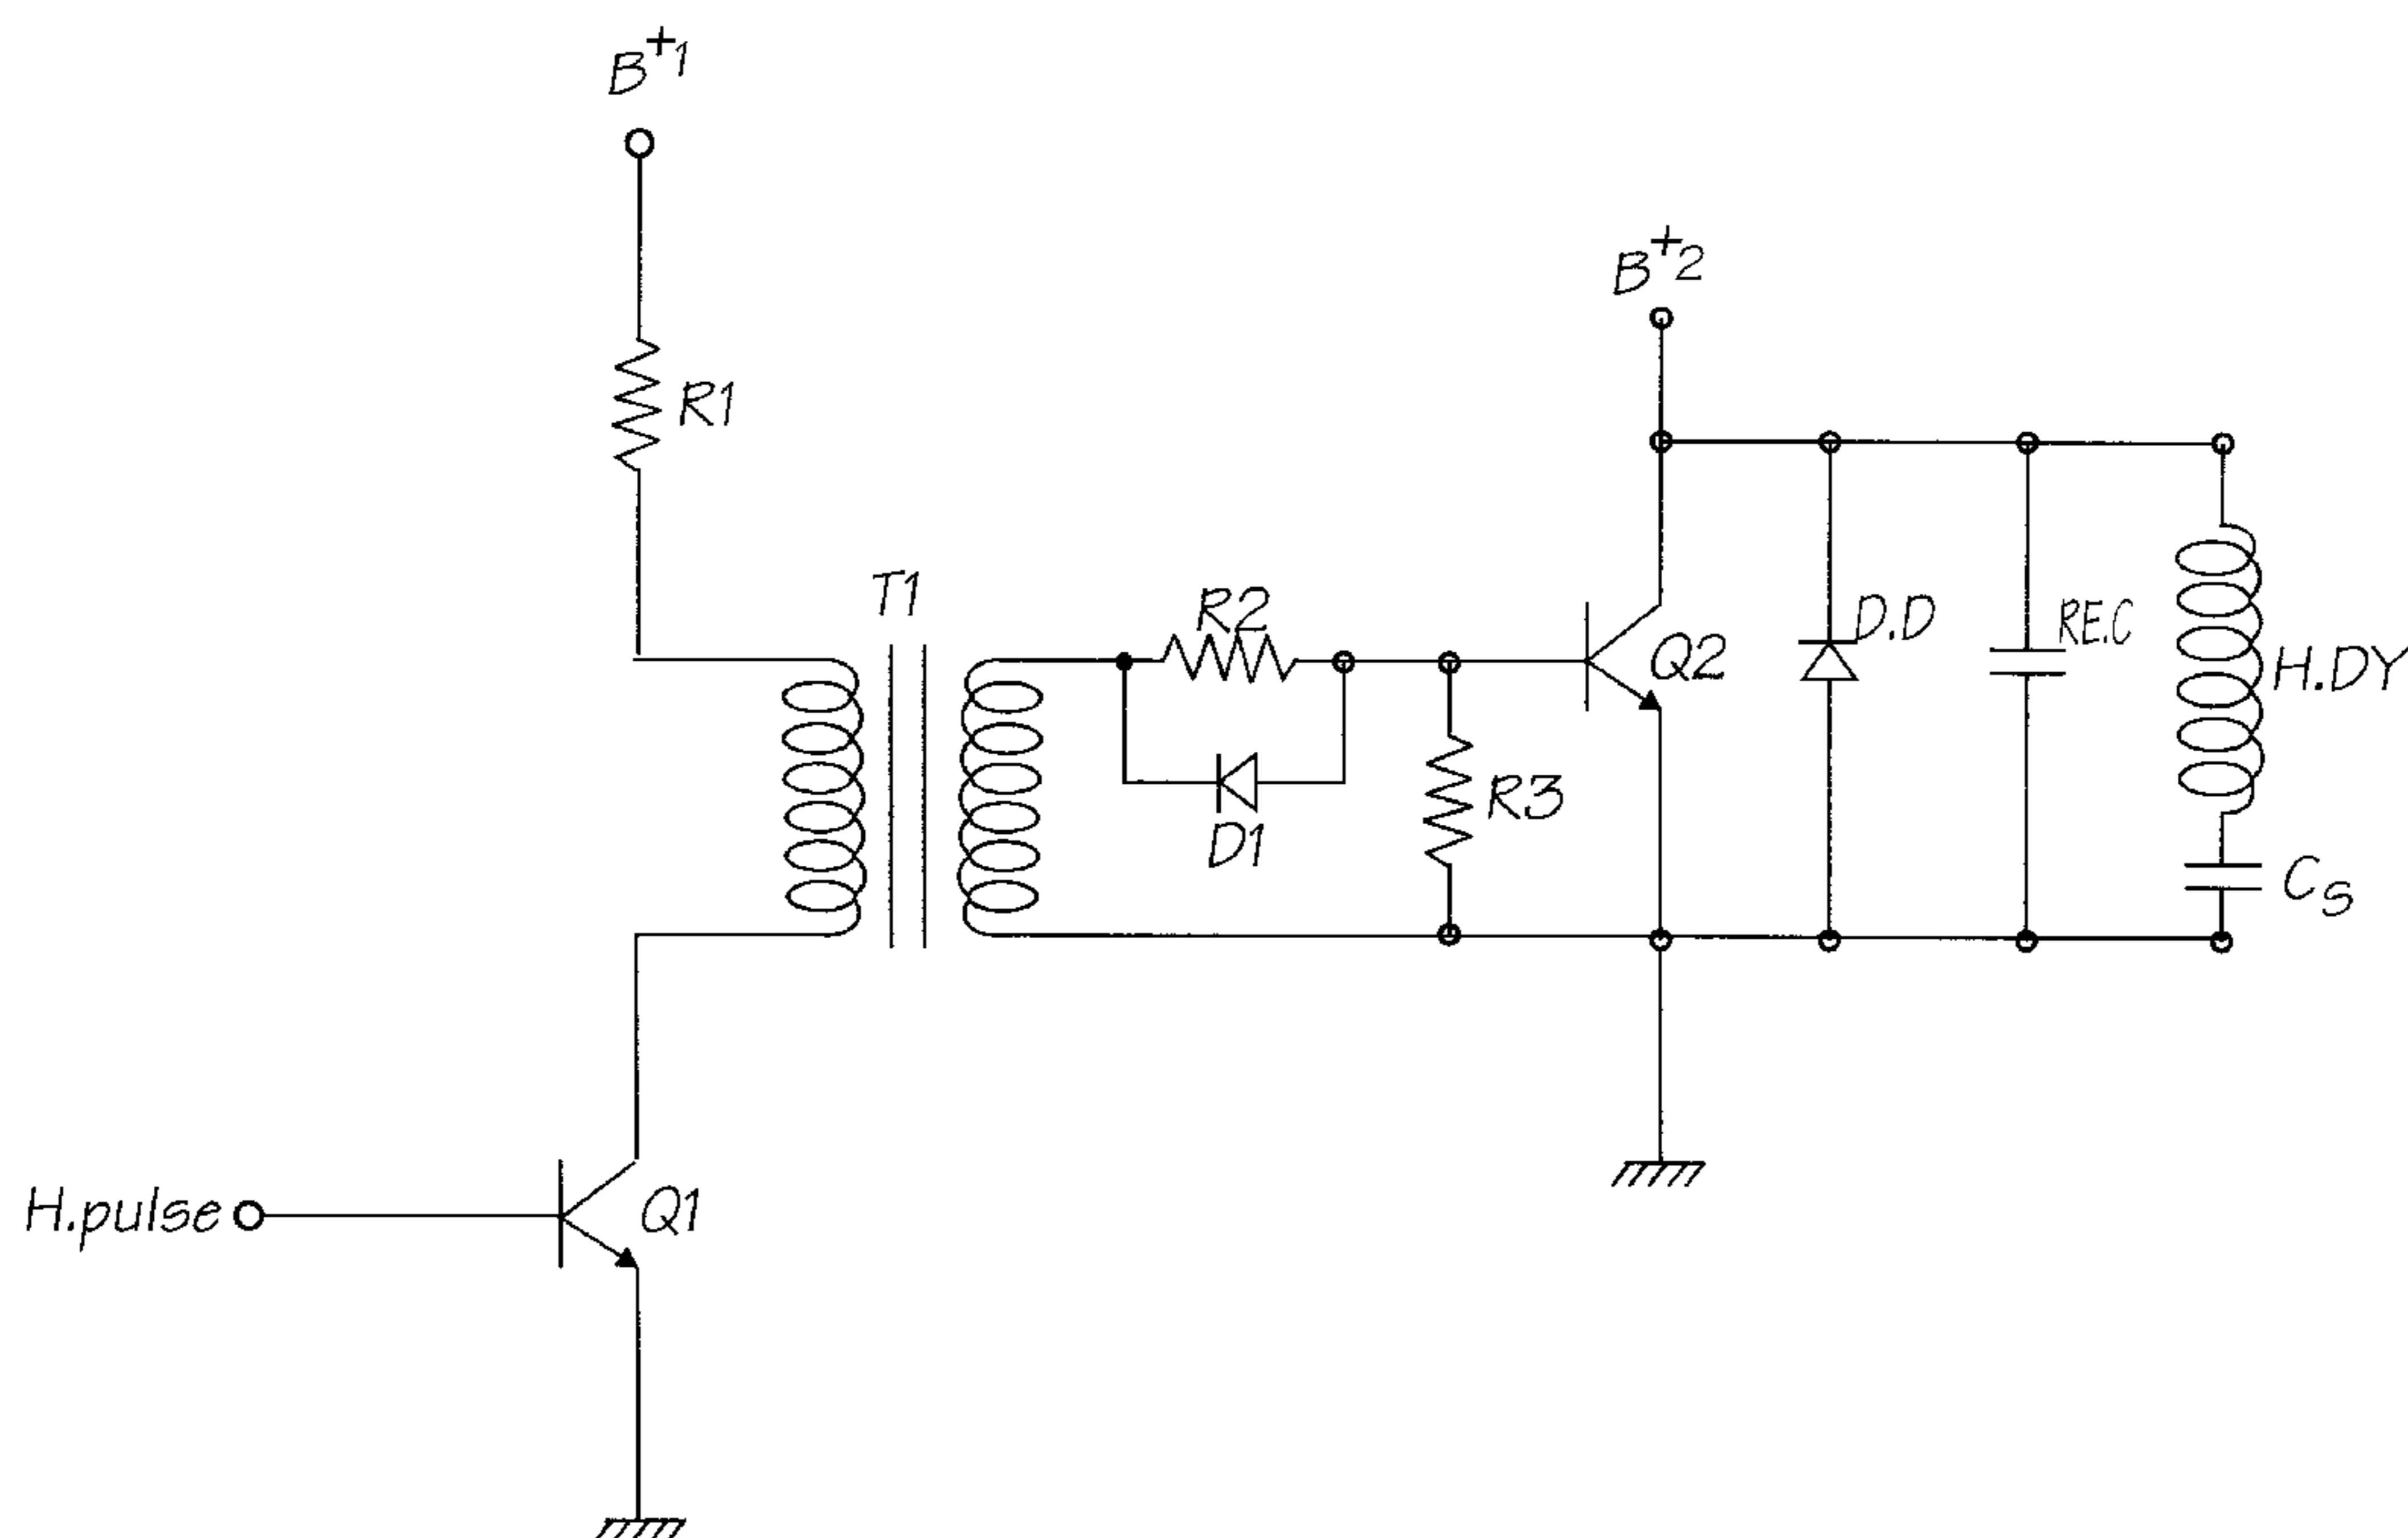 B+1
B+2
R1
T1
R2
Q2
D.D
RE.C
H.DY
D1
R3
Cs
H.pulse
Q1